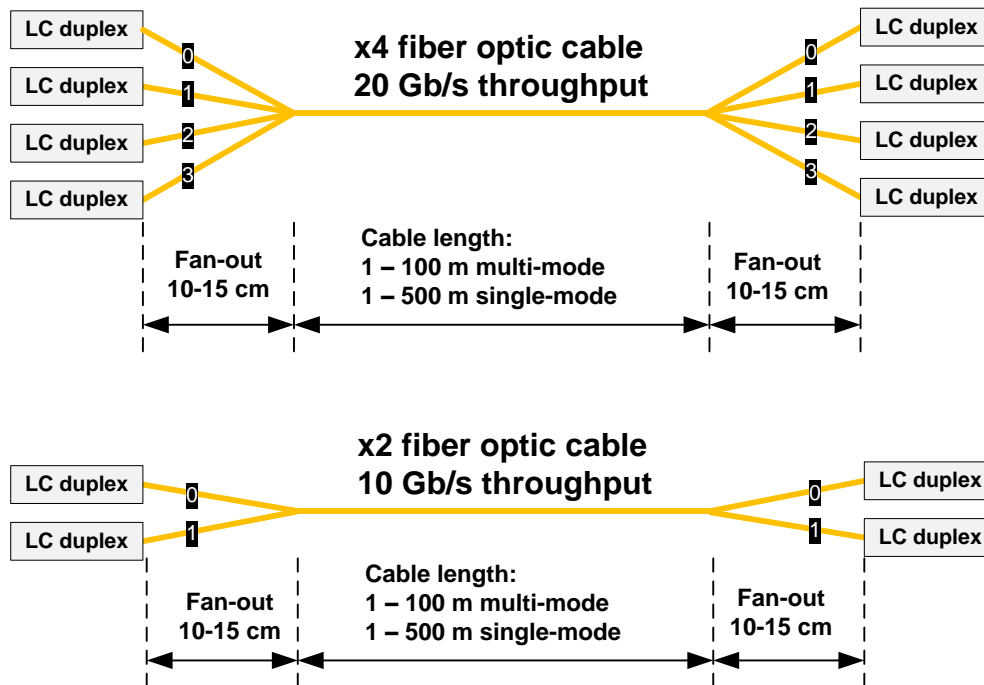 LC duplex
LC duplex
LC duplex
LC duplex
0
1
2
3
x4 fiber optic cable
20 Gb/s throughput
0
1
2
3
LC duplex
LC duplex
LC duplex
LC duplex
Fan-out
10-15 cm
Cable length:
1 – 100 m multi-mode
1 – 500 m single-mode
Fan-out
10-15 cm
LC duplex
LC duplex
0
1
x2 fiber optic cable
10 Gb/s throughput
0
1
LC duplex
LC duplex
Fan-out
10-15 cm
Cable length:
1 – 100 m multi-mode
1 – 500 m single-mode
Fan-out
10-15 cm